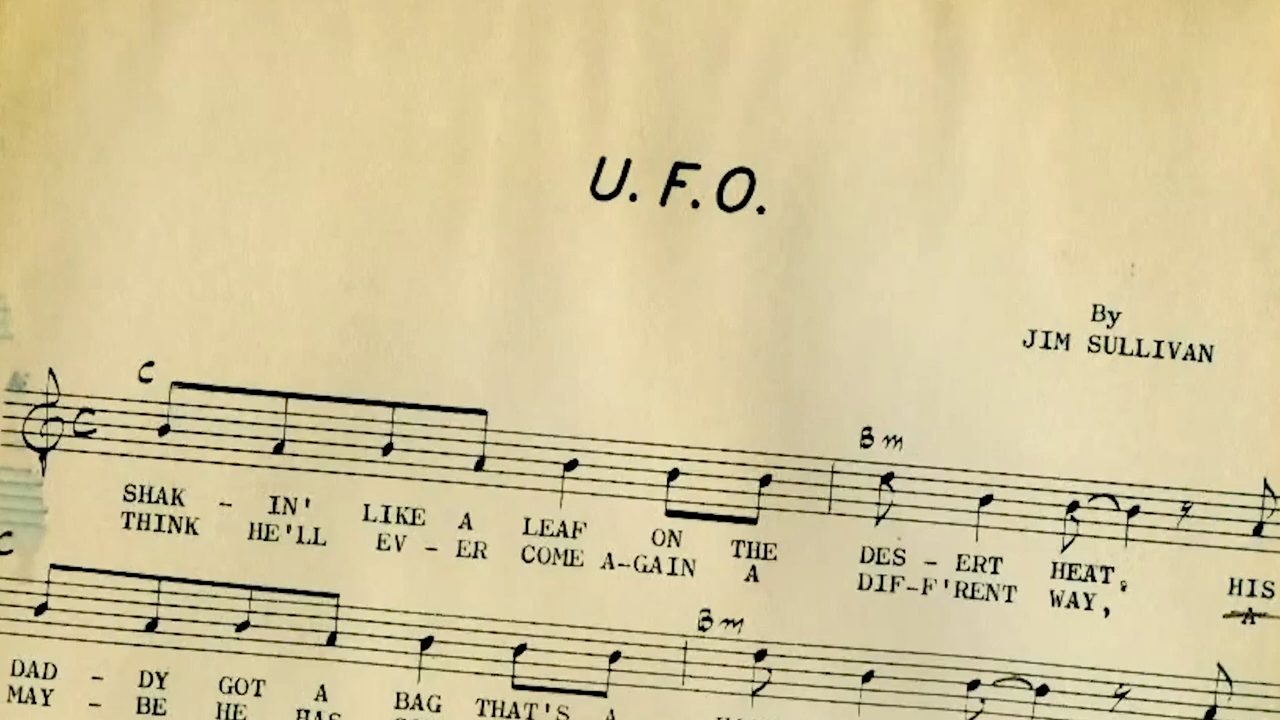 U.F.O.
By
JIM SULLIVAN
C
Bm
SHAK - IN' LIKE A LEAF ON THE DES - ERT HEAT. HIS
THINK HE'LL EV - ER COME A-GAIN A DIF-F'RENT WAY, A
C
Bm
DAD - DY GOT A BAG THAT'S A
MAY - BE HE HAS